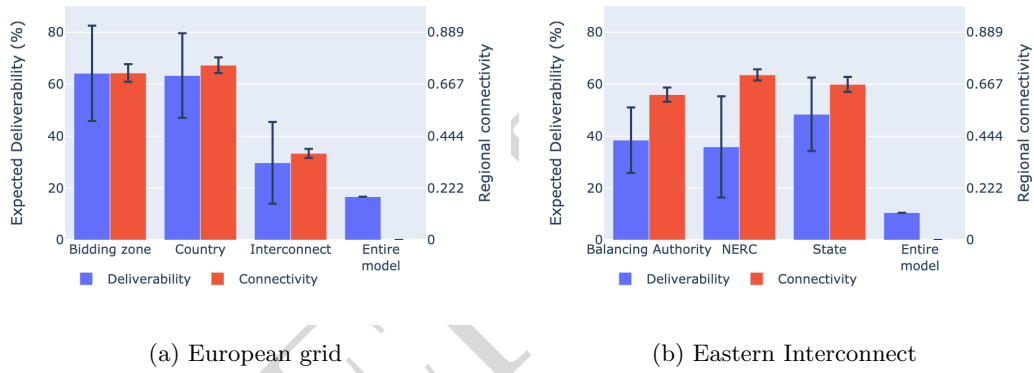 Expected Deliverability (%)
80
60
40
20
0
0.889
0.667
0.444
0.222
0
Regional connectivity
Bidding zone
Country
Interconnect
Entire
model
Deliverability
Connectivity
(a) European grid
Expected Deliverability (%)
80
60
40
20
0
0.889
0.667
0.444
0.222
0
Regional connectivity
Balancing Authority
NERC
State
Entire
model
Deliverability
Connectivity
(b) Eastern Interconnect